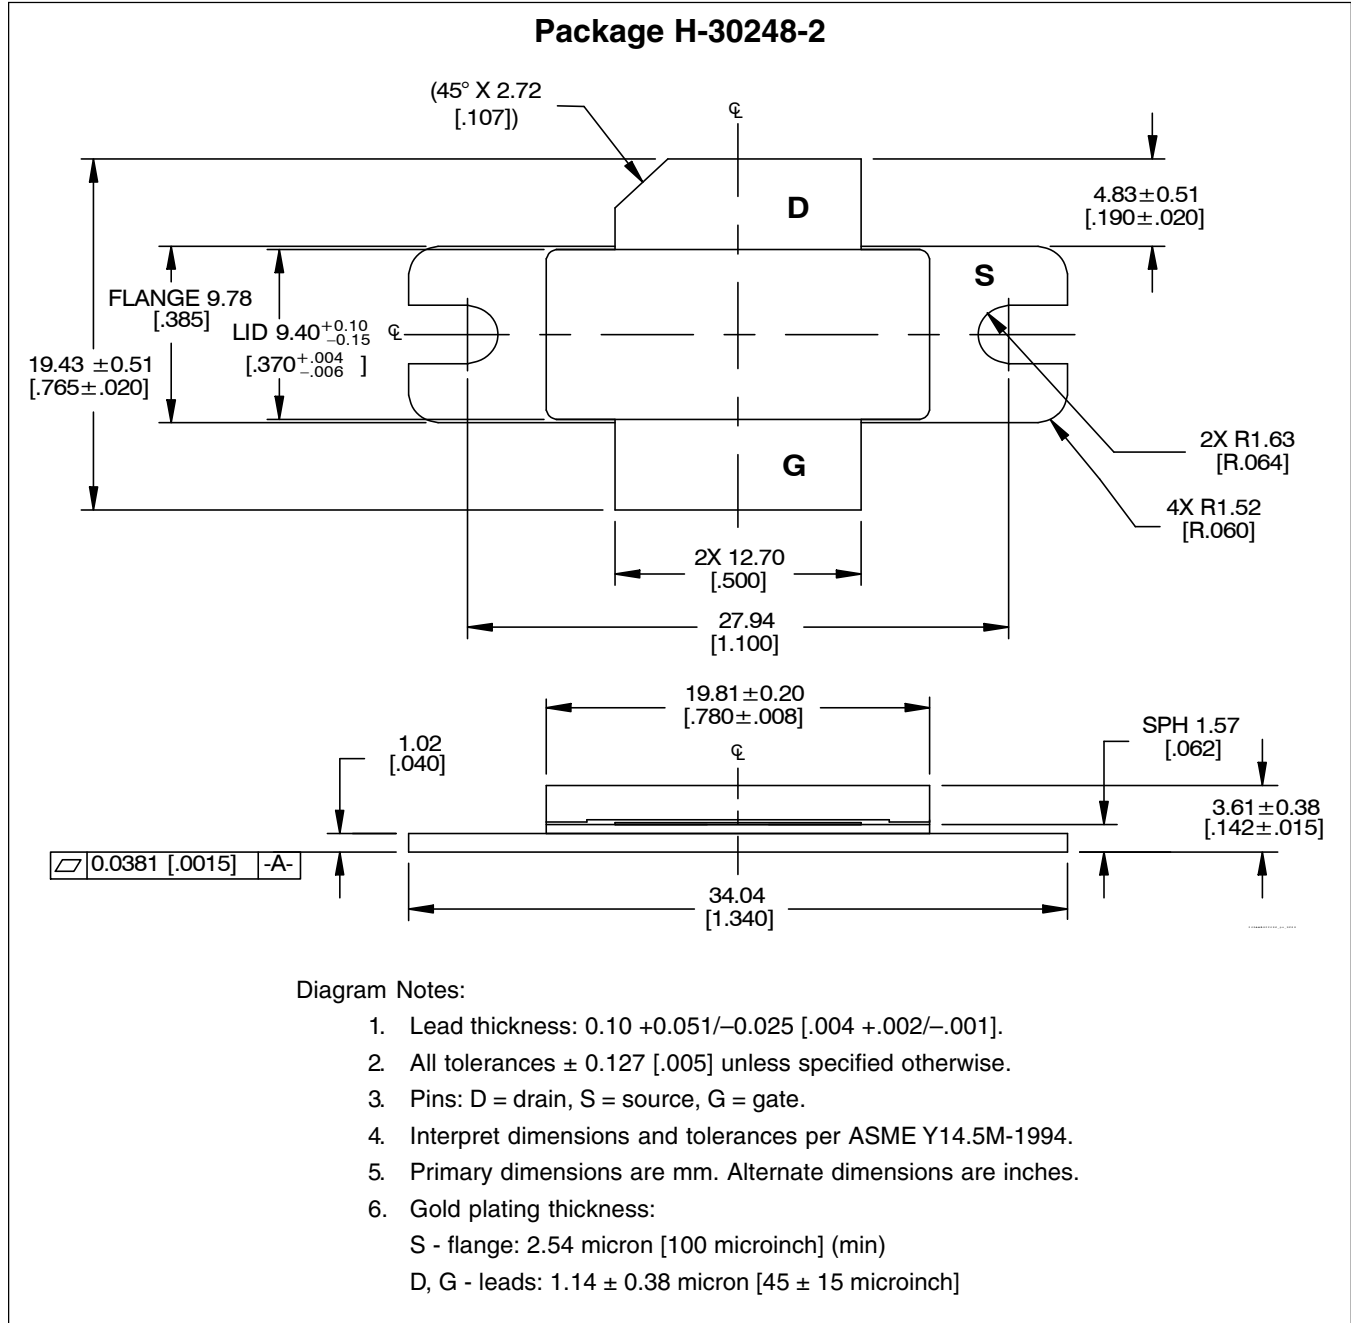 Package H-30248-2
(45° X 2.72
[.107])
℄
D
4.83±0.51
[.190±.020]
S
FLANGE 9.78
[.385]
LID 9.40+0.10
−0.15
℄
[.370+.004
−.006 ]
19.43 ±0.51
[.765±.020]
G
2X R1.63
[R.064]
4X R1.52
[R.060]
2X 12.70
[.500]
27.94
[1.100]
19.81±0.20
[.780±.008]
℄
SPH 1.57
[.062]
1.02
[.040]
3.61±0.38
[.142±.015]
⏥ 0.0381 [.0015] -A-
34.04
[1.340]
Diagram Notes:
1. Lead thickness: 0.10 +0.051/–0.025 [.004 +.002/–.001].
2. All tolerances ± 0.127 [.005] unless specified otherwise.
3. Pins: D = drain, S = source, G = gate.
4. Interpret dimensions and tolerances per ASME Y14.5M-1994.
5. Primary dimensions are mm. Alternate dimensions are inches.
6. Gold plating thickness:
S - flange: 2.54 micron [100 microinch] (min)
D, G - leads: 1.14 ± 0.38 micron [45 ± 15 microinch]